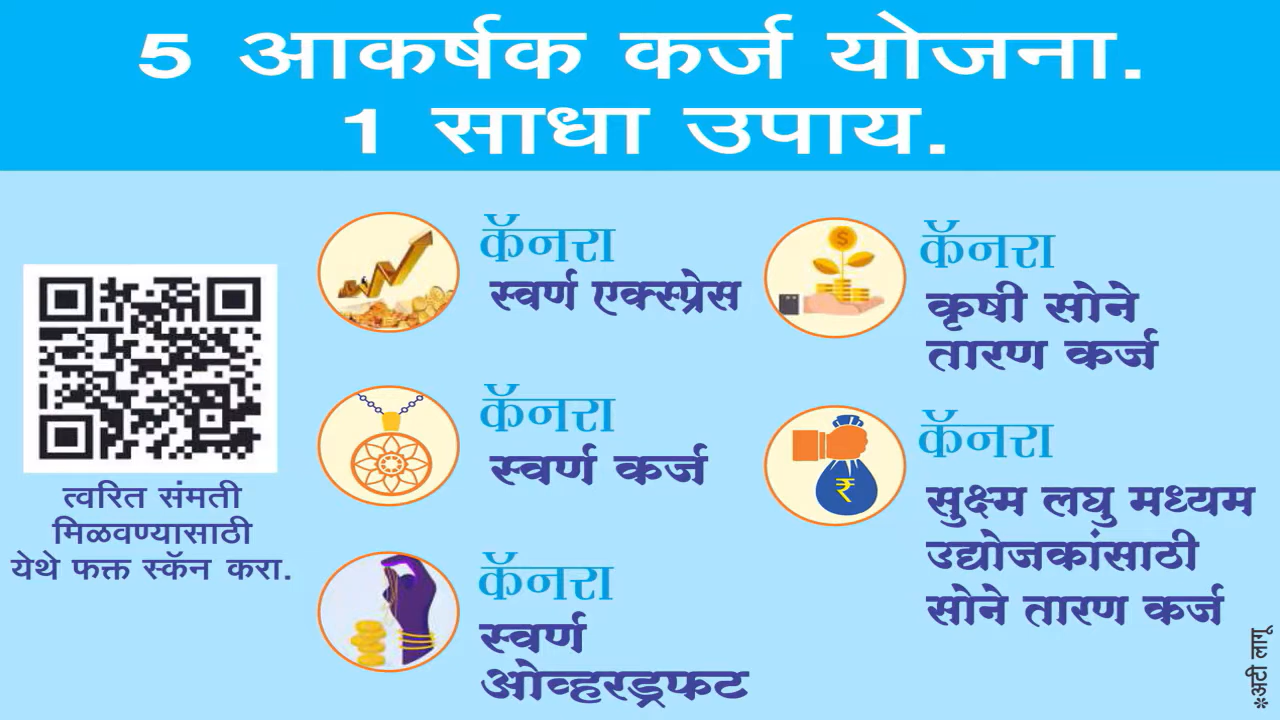 5 आकर्षक कर्ज योजना.
1 साधा उपाय.
त्वरित संमती
मिळवण्यासाठी
येथे फक्त स्कॅन करा.
कॅनरा
स्वर्ण एक्स्प्रेस
कॅनरा
स्वर्ण कर्ज
कॅनरा
स्वर्ण
ओव्हरड्रफट
कॅनरा
कृषी सोने
तारण कर्ज
कॅनरा
सुक्ष्म लघु मध्यम
उद्योजकांसाठी
सोने तारण कर्ज
*अटी लागू